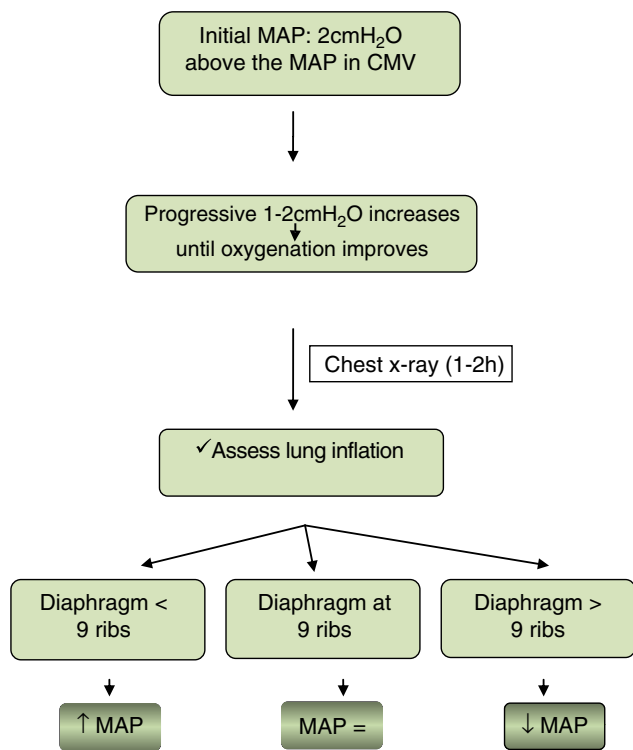 Initial MAP: 2cmH₂O
above the MAP in CMV
Progressive 1-2cmH₂O increases
until oxygenation improves
Chest x-ray (1-2h)
✓Assess lung inflation
Diaphragm <
9 ribs
Diaphragm at
9 ribs
Diaphragm >
9 ribs
↑ MAP
MAP =
↓ MAP